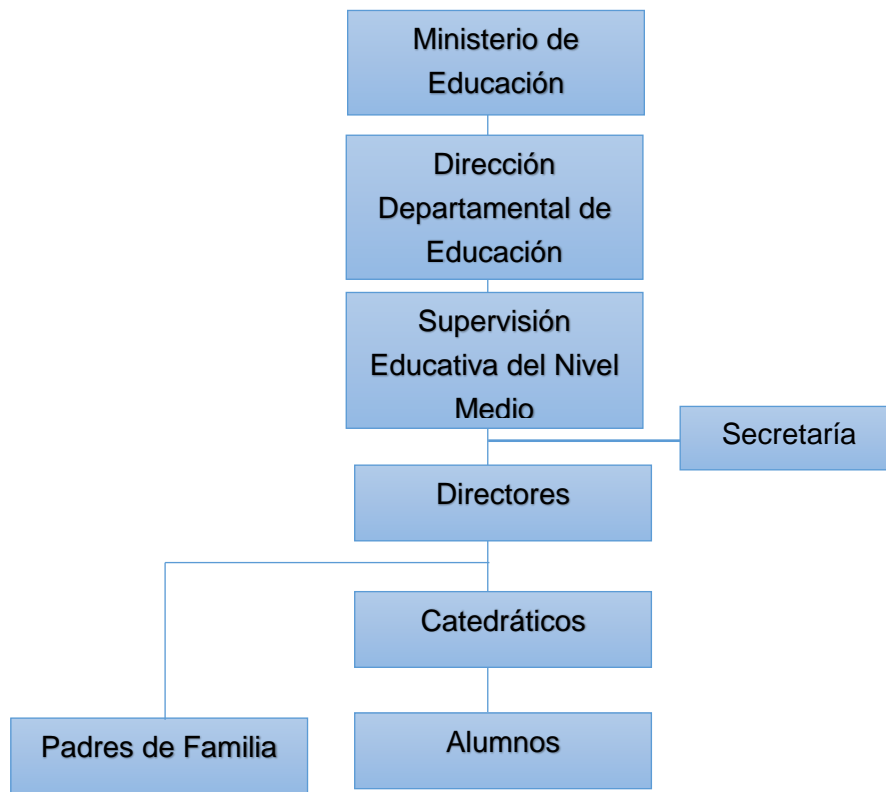 Ministerio de
Educación
Dirección
Departamental de
Educación
Supervisión
Educativa del Nivel
Medio
Secretaría
Directores
Catedráticos
Padres de Familia
Alumnos